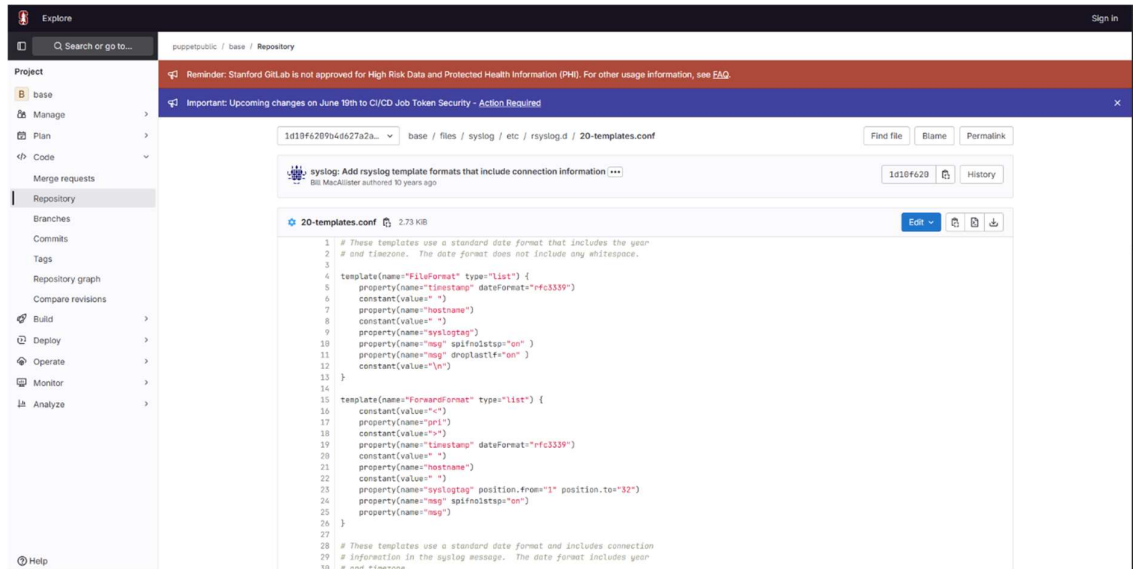 Explore
Sign in
Search or go to...
puppetpublic / base / Repository
Project
B base
Manage
Plan
Code
Merge requests
Repository
Branches
Commits
Tags
Repository graph
Compare revisions
Build
Deploy
Operate
Monitor
Analyze
Help
Reminder: Stanford GitLab is not approved for High Risk Data and Protected Health Information (PHI). For other usage information, see FAQ.
Important: Upcoming changes on June 19th to CI/CD Job Token Security - Action Required
1d10f6209b4d627a2a... base / files / syslog / etc / rsyslog.d / 20-templates.conf Find file Blame Permalink
syslog: Add rsyslog template formats that include connection information ...
Bill MacAllister authored 10 years ago
1d10f620 History
20-templates.conf 2.73 KiB Edit
1 # These templates use a standard date format that includes the year
2 # and timezone. The date format does not include any whitespace.
3
4 template(name="FileFormat" type="list") {
5 property(name="timestamp" dateFormat="rfc3339")
6 constant(value=" ")
7 property(name="hostname")
8 constant(value=" ")
9 property(name="syslogtag")
10 property(name="msg" spifno1stsp="on" )
11 property(name="msg" droplastlf="on" )
12 constant(value="\n")
13 }
14
15 template(name="ForwardFormat" type="list") {
16 constant(value="<")
17 property(name="pri")
18 constant(value=">")
19 property(name="timestamp" dateFormat="rfc3339")
20 constant(value=" ")
21 property(name="hostname")
22 constant(value=" ")
23 property(name="syslogtag" position.from="1" position.to="32")
24 property(name="msg" spifno1stsp="on")
25 property(name="msg")
26 }
27
28 # These templates use a standard date format and includes connection
29 # information in the syslog message. The date format includes year
30 # and timezone